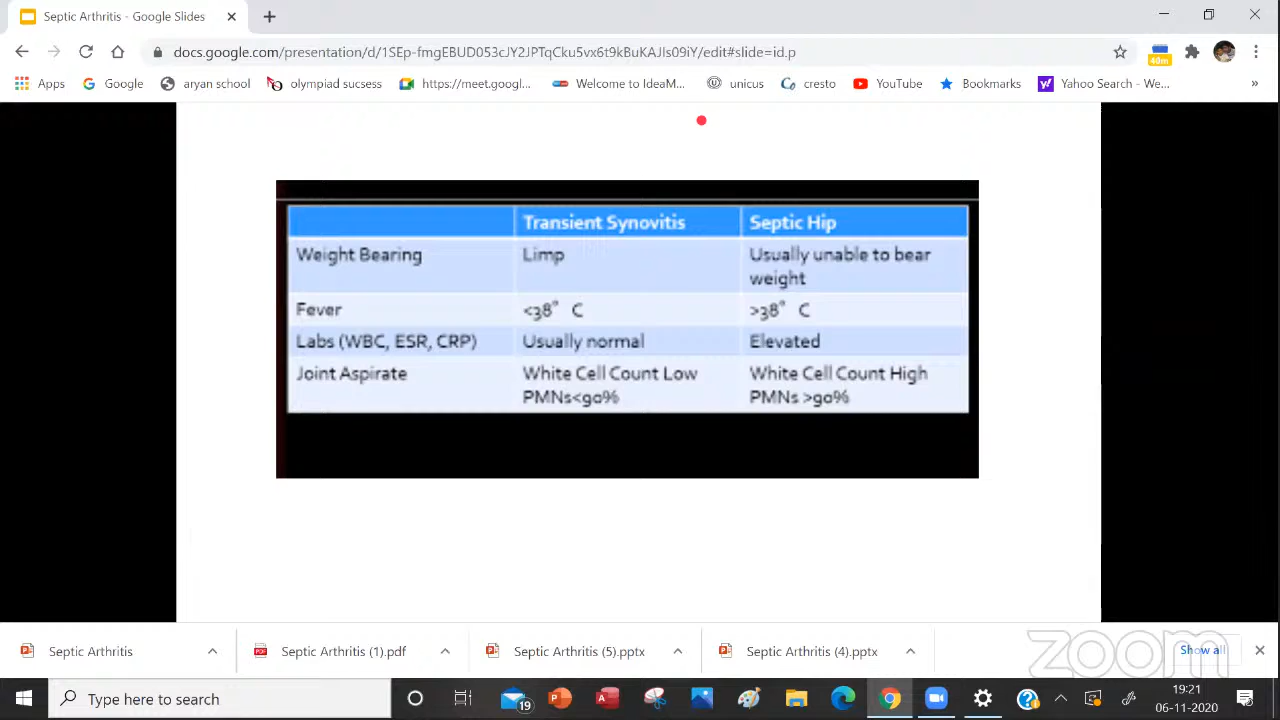 Septic Arthritis - Google Slides
docs.google.com/presentation/d/1SEp-fmgEBUD053cJY2JPTqCku5vx6t9kBuKAJIs09iY/edit#slide=id.p
40m
Apps
Google
aryan school
olympiad sucess
https://meet.googl...
Welcome to IdeaM...
unicus
cresto
YouTube
Bookmarks
Yahoo Search - We...
»
Transient Synovitis Septic Hip
Weight Bearing Limp Usually unable to bear
weight
Fever <38° C >38° C
Labs (WBC, ESR, CRP) Usually normal Elevated
Joint Aspirate White Cell Count Low White Cell Count High
PMNs<90% PMNs >90%
Septic Arthritis
Septic Arthritis (1).pdf
Septic Arthritis (5).pptx
Septic Arthritis (4).pptx
Show all
zoom
Type here to search
19
19:21
06-11-2020